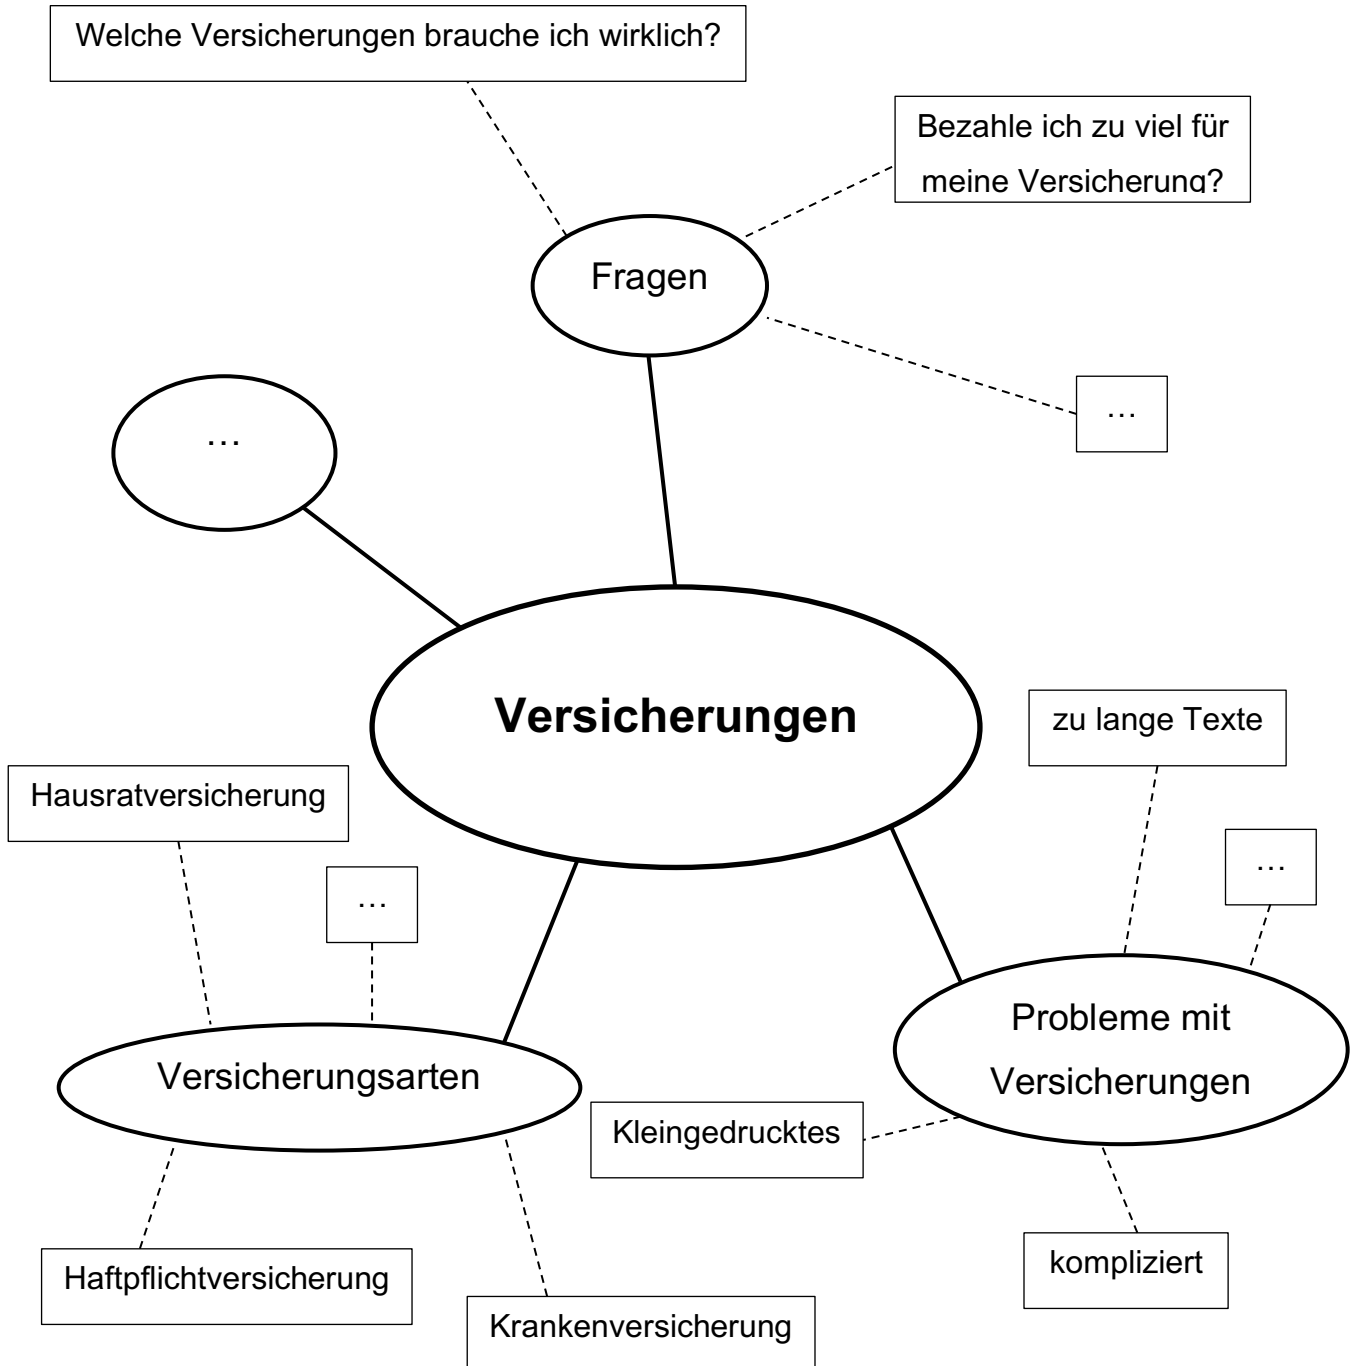 Welche Versicherungen brauche ich wirklich?
Bezahle ich zu viel für
meine Versicherung?
Fragen
…
…
Versicherungen
zu lange Texte
Hausratversicherung
…
…
Probleme mit
Versicherungen
Versicherungsarten
Kleingedrucktes
kompliziert
Haftpflichtversicherung
Krankenversicherung